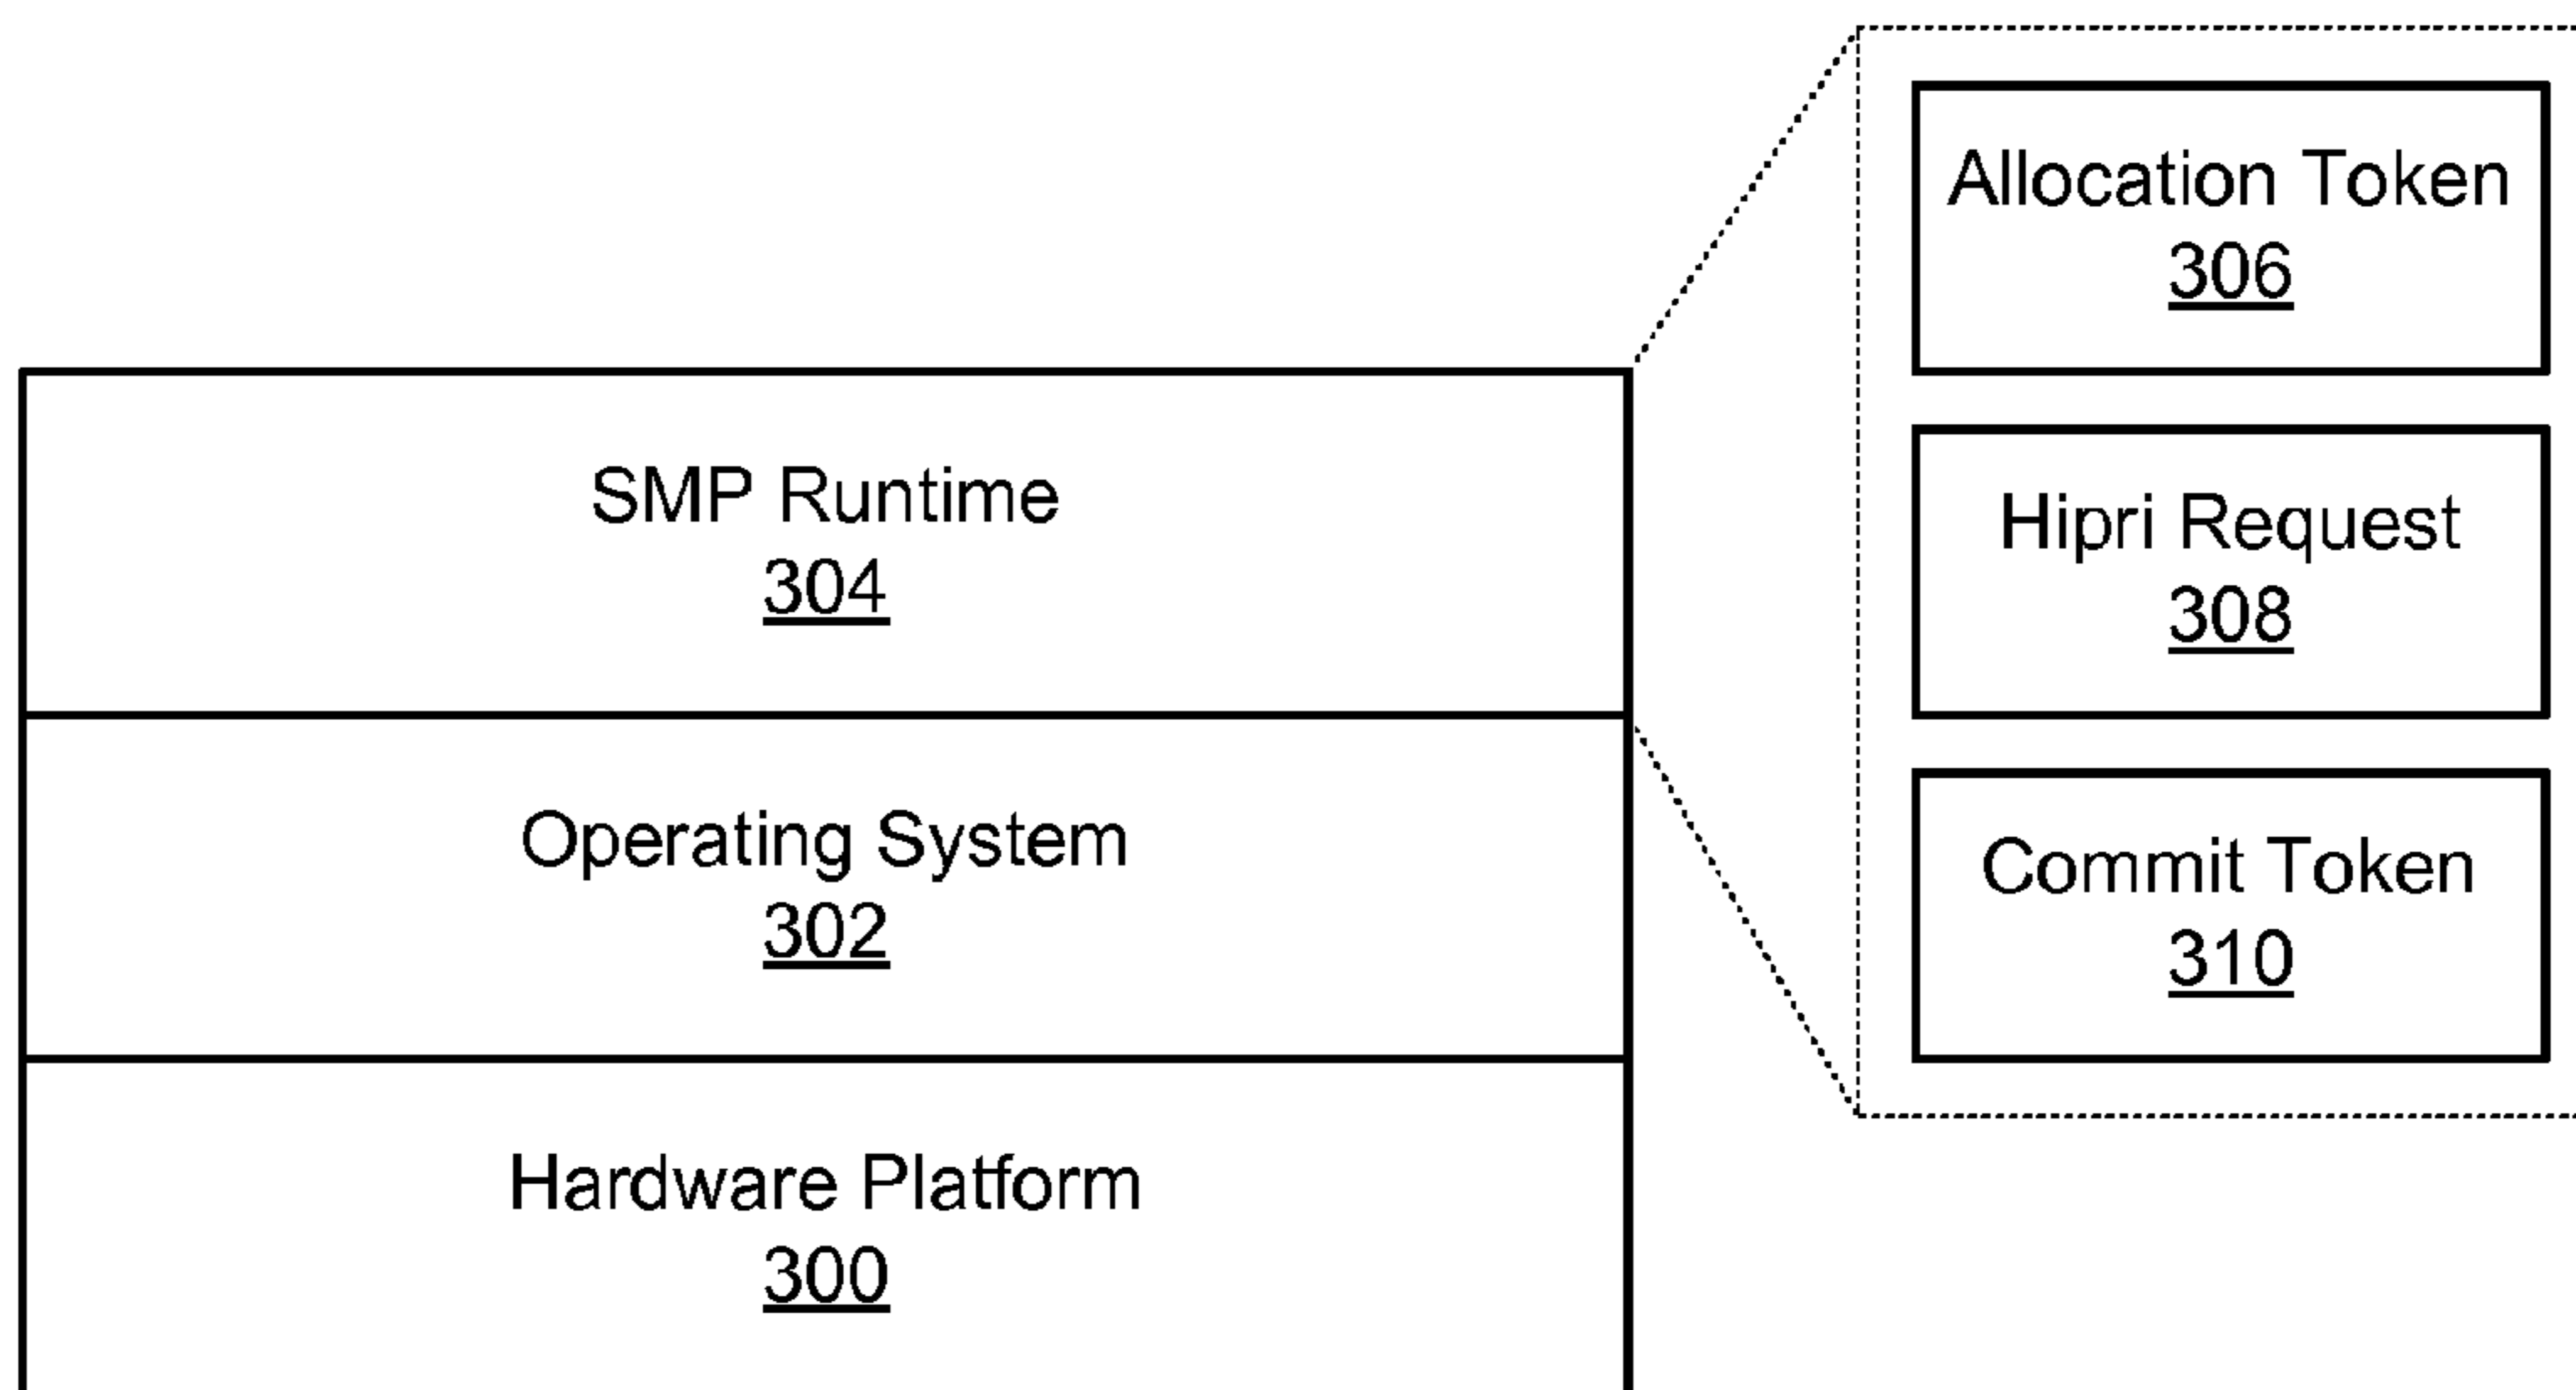 Allocation Token
306
Hipri Request
308
Commit Token
310
SMP Runtime
304
Operating System
302
Hardware Platform
300